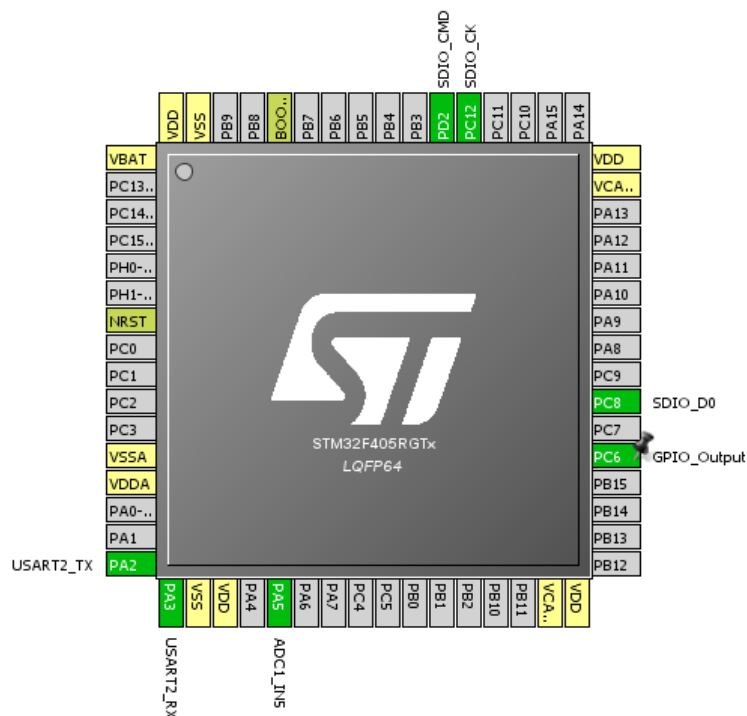 SDIO_CMD
SDIO_CK
VDD
VSS
PB9
PB8
BOO..
PB7
PB6
PB5
PB4
PB3
PD2
PC12
PC11
PC10
PA15
PA14
VBAT
PC13..
PC14..
PC15..
PH0-..
PH1-..
NRST
PC0
PC1
PC2
PC3
VSSA
VDDA
PA0-..
PA1
USART2_TX PA2
VDD
VCA..
PA13
PA12
PA11
PA10
PA9
PA8
PC9
PC8 SDIO_D0
PC7
PC6 GPIO_Output
PB15
PB14
PB13
PB12
ST
STM32F405RGTx
LQFP64
PA3
VSS
VDD
PA4
PA5
PA6
PA7
PC4
PC5
PB0
PB1
PB2
PB10
PB11
VCA..
VDD
USART2_RX
ADC1_IN5